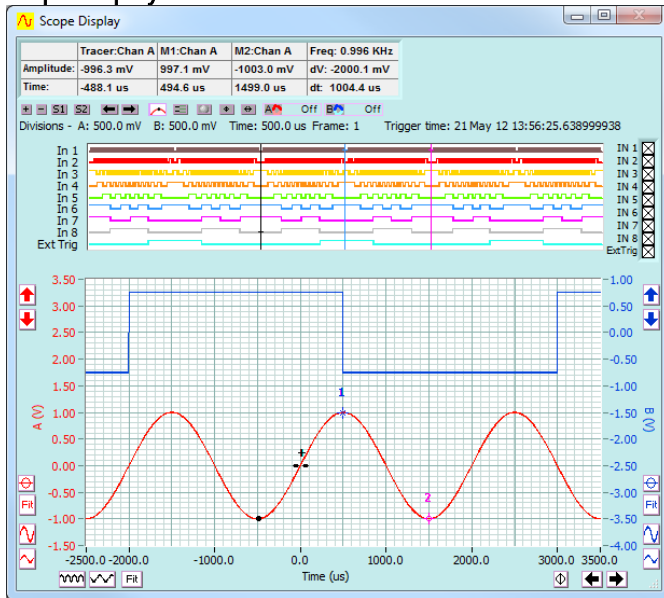 Scope Display
Tracer:Chan A M1:Chan A M2:Chan A Freq: 0.996 KHz
Amplitude: -996.3 mV 997.1 mV -1003.0 mV dV: -2000.1 mV
Time: -488.1 us 494.6 us 1499.0 us dt: 1004.4 us
+ - S1 S2 A Off B Off
Divisions - A: 500.0 mV B: 500.0 mV Time: 500.0 us Frame: 1 Trigger time: 21 May 12 13:56:25.638999938
In 1 IN 1
In 2 IN 2
In 3 IN 3
In 4 IN 4
In 5 IN 5
In 6 IN 6
In 7 IN 7
In 8 IN 8
Ext Trig ExtTrig
3.50 -1.00
3.00 -0.50
2.50 -0.00
2.00 -0.50
1.50 -1.00
1
1.00 -1.50
A (V) B (V)
0.50 -2.00
0.00 -2.50
-0.50 -3.00
2
Fit Fit
-1.00 -3.50
-1.50 -4.00
-2500.0 -2000.0 -1000.0 0.0 1000.0 2000.0 3000.0 3500.0
Fit Time (us)